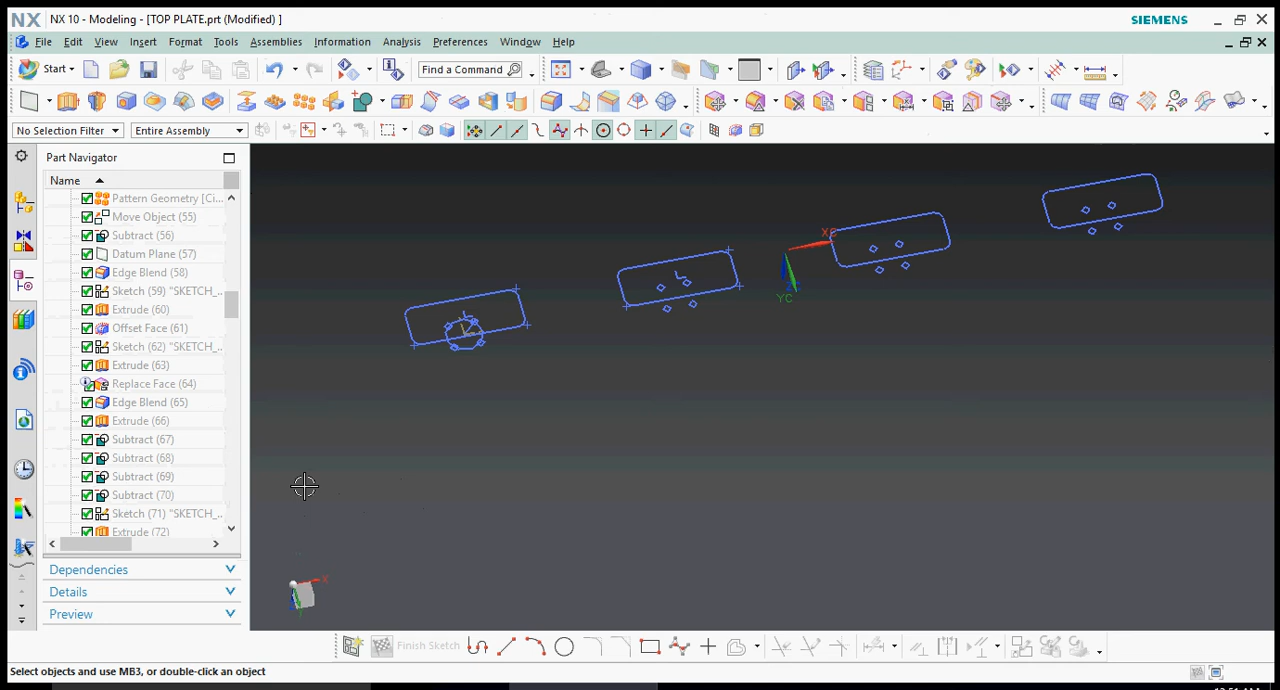 NX NX 10 - Modeling - [TOP PLATE.prt (Modified) ] SIEMENS
File Edit View Insert Format Tools Assemblies Information Analysis Preferences Window Help
Start Find a Command
No Selection Filter Entire Assembly
Part Navigator
Name
Pattern Geometry [Ci...
Move Object (55)
Subtract (56)
Datum Plane (57)
Edge Blend (58)
Sketch (59) "SKETCH_...
Extrude (60)
Offset Face (61)
Sketch (62) "SKETCH_...
Extrude (63)
Replace Face (64)
Edge Blend (65)
Extrude (66)
Subtract (67)
Subtract (68)
Subtract (69)
Subtract (70)
Sketch (71) "SKETCH_...
Extrude (72)
Dependencies
Details
Preview
XC
YC
X
Finish Sketch
Select objects and use MB3, or double-click an object